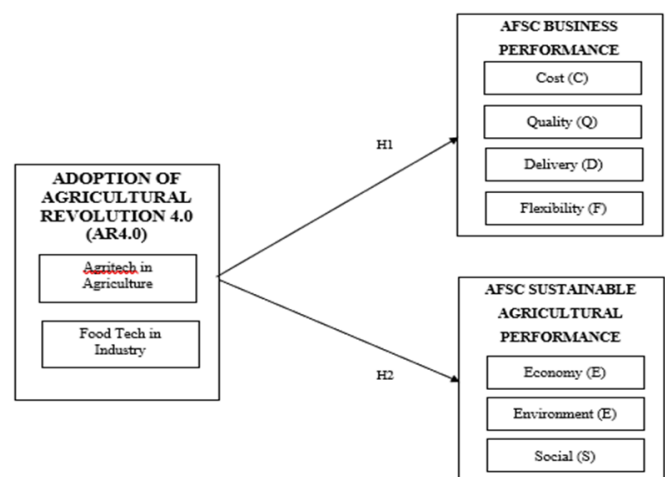 ADOPTION OF
AGRICULTURAL
REVOLUTION 4.0
(AR4.0)
Agritech in
Agriculture
Food Tech in
Industry
H1
H2
AFSC BUSINESS
PERFORMANCE
Cost (C)
Quality (Q)
Delivery (D)
Flexibility (F)
AFSC SUSTAINABLE
AGRICULTURAL
PERFORMANCE
Economy (E)
Environment (E)
Social (S)